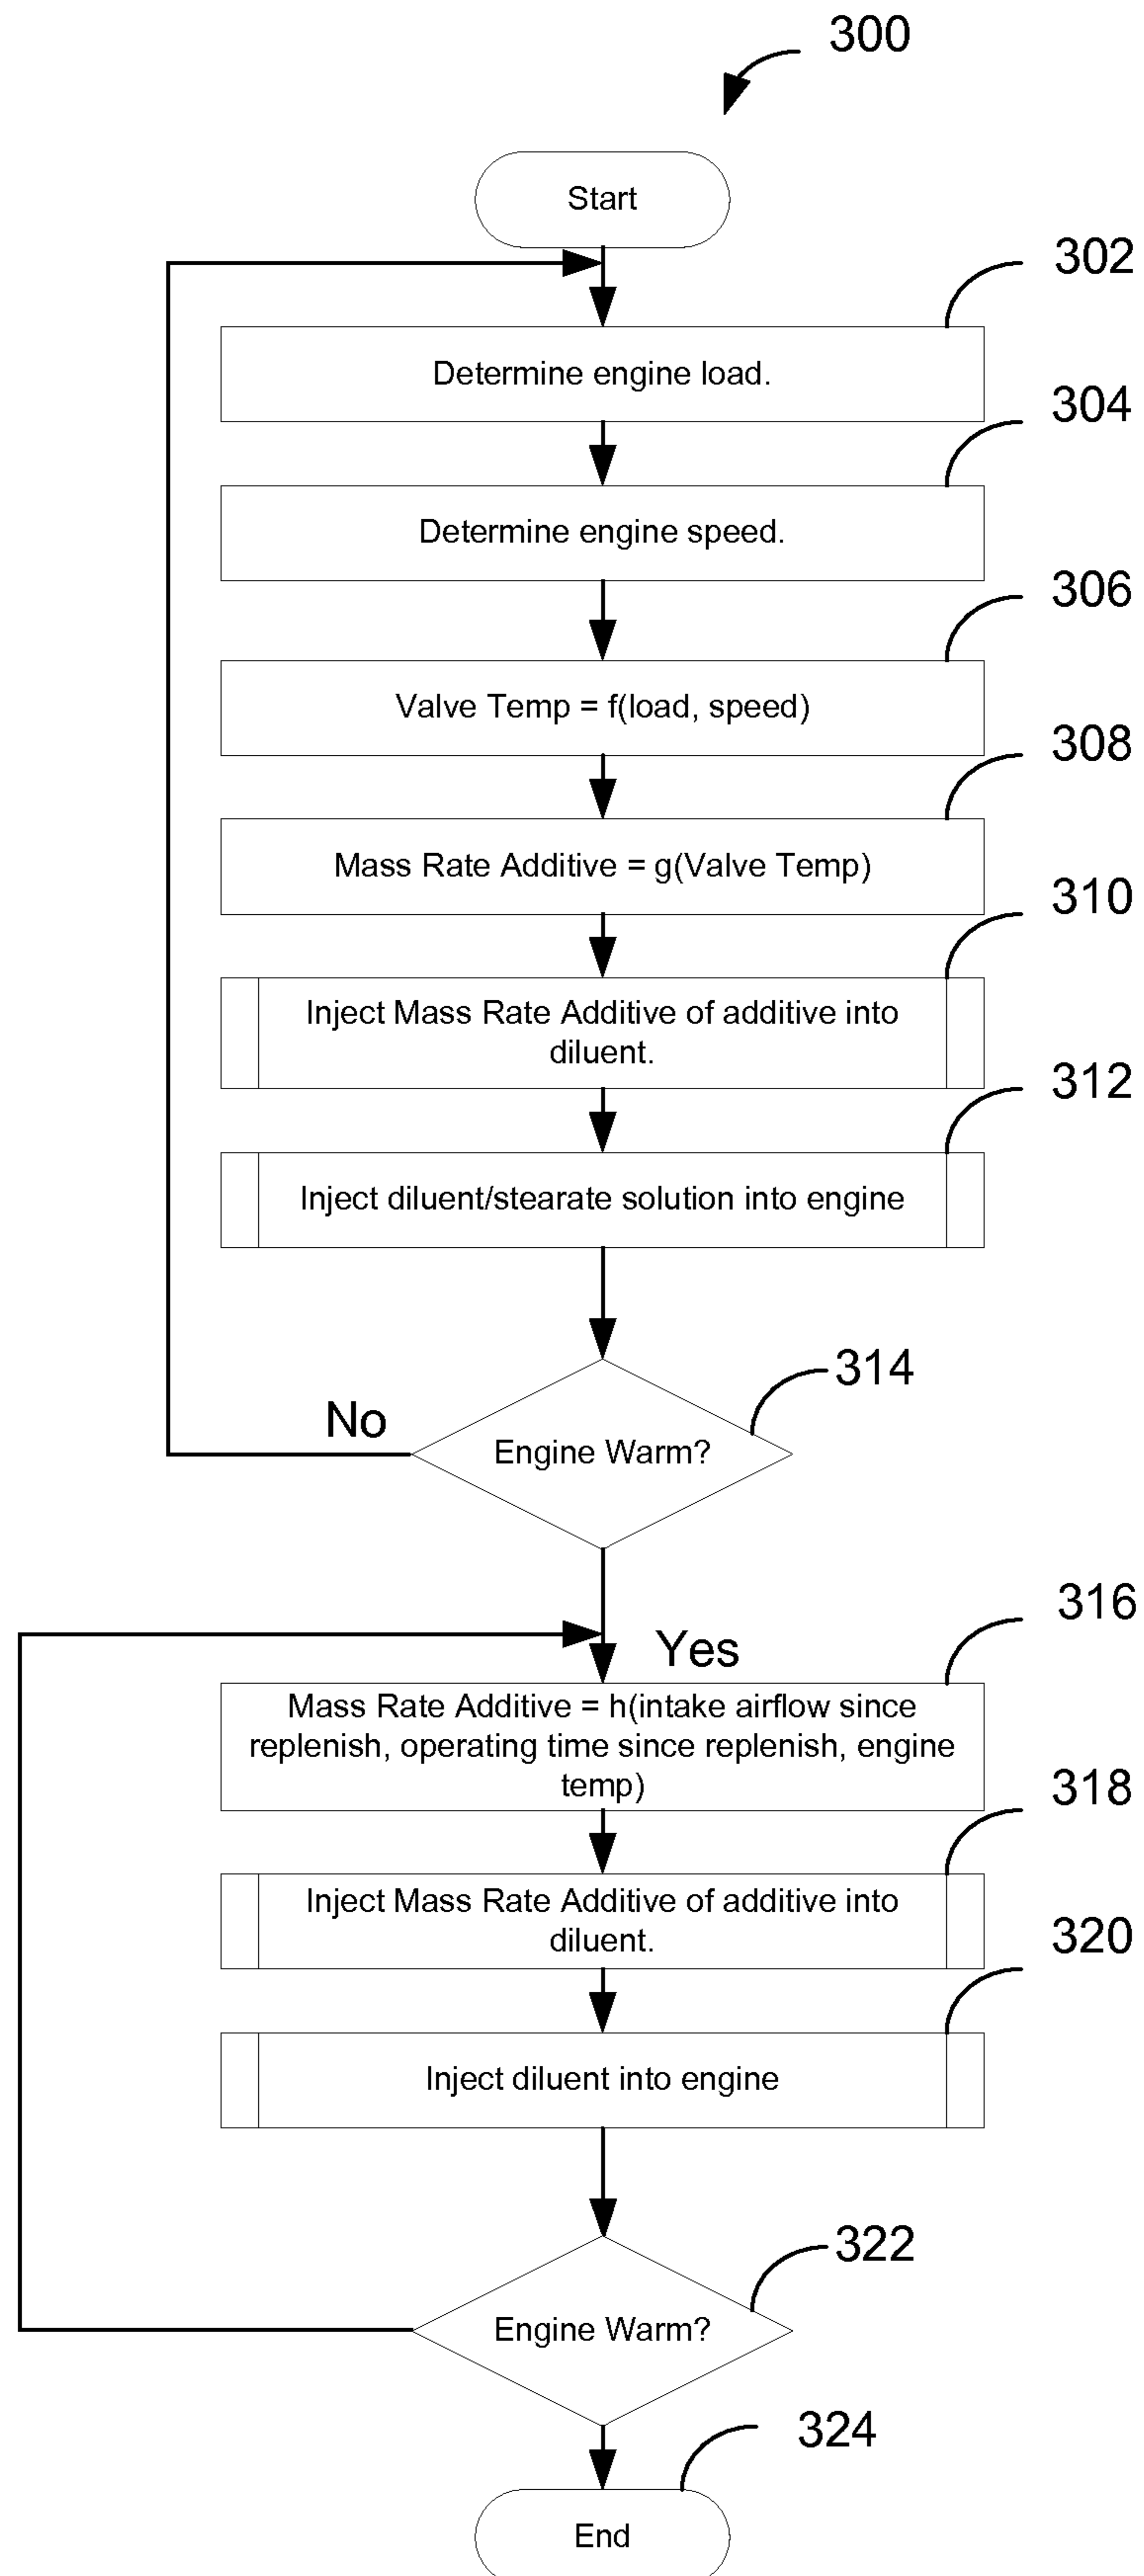 300
Start
302
Determine engine load.
304
Determine engine speed.
306
Valve Temp = f(load, speed)
308
Mass Rate Additive = g(Valve Temp)
310
Inject Mass Rate Additive of additive into
diluent.
312
Inject diluent/stearate solution into engine
314
No
Engine Warm?
316
Yes
Mass Rate Additive = h(intake airflow since
replenish, operating time since replenish, engine
temp)
318
Inject Mass Rate Additive of additive into
diluent.
320
Inject diluent into engine
322
Engine Warm?
324
End